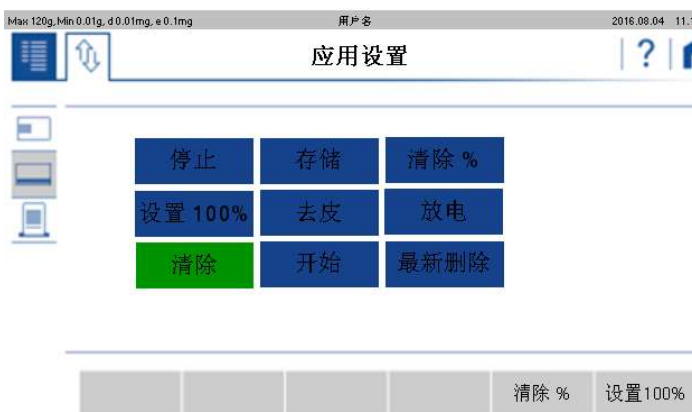 Max 120g, Min 0.01g, d 0.01mg, e 0.1mg 用户名 2016.08.04 11.1
应用设置 ?
停止 存储 清除 %
设置 100% 去皮 放电
清除 开始 最新删除
清除 % 设置100%